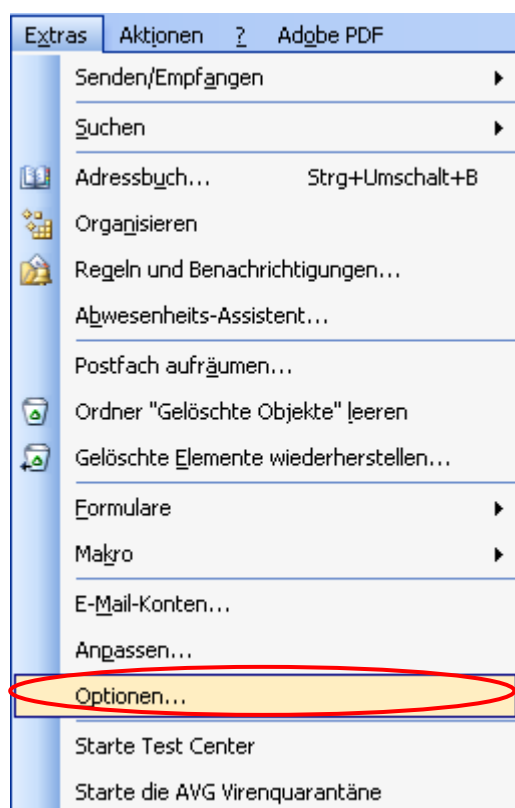 Extras Aktionen ? Adobe PDF
Senden/Empfangen
Suchen
Adressbuch... Strg+Umschalt+B
Organisieren
Regeln und Benachrichtigungen...
Abwesenheits-Assistent...
Postfach aufräumen...
Ordner "Gelöschte Objekte" leeren
Gelöschte Elemente wiederherstellen...
Formulare
Makro
E-Mail-Konten...
Anpassen...
Optionen...
Starte Test Center
Starte die AVG Virenquarantäne